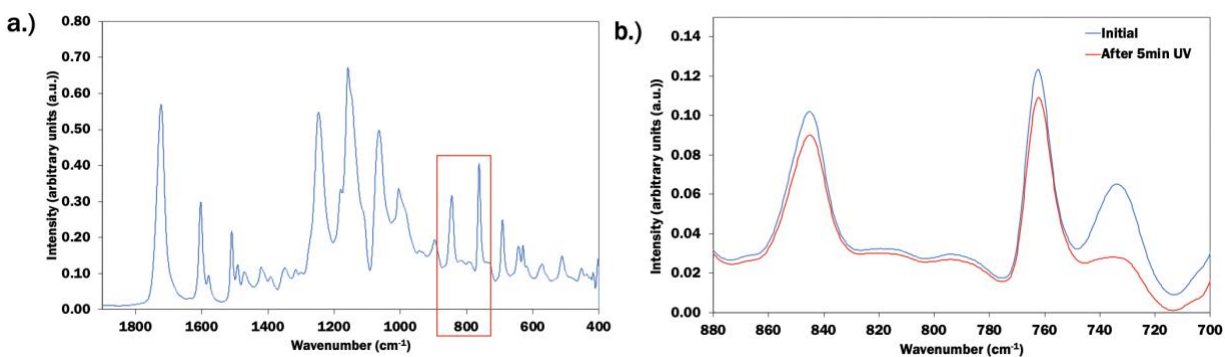 a.)
0.80
0.70
0.60
0.50
0.40
0.30
0.20
0.10
0.00
Intensity (arbitrary units (a.u.))
1800 1600 1400 1200 1000 800 600 400
Wavenumber (cm-1)
b.)
Initial
After 5min UV
0.14
0.12
0.10
0.08
0.06
0.04
0.02
0.00
Intensity (arbitrary units (a.u.)
880 860 840 820 800 780 760 740 720 700
Wavenumber (cm-1)